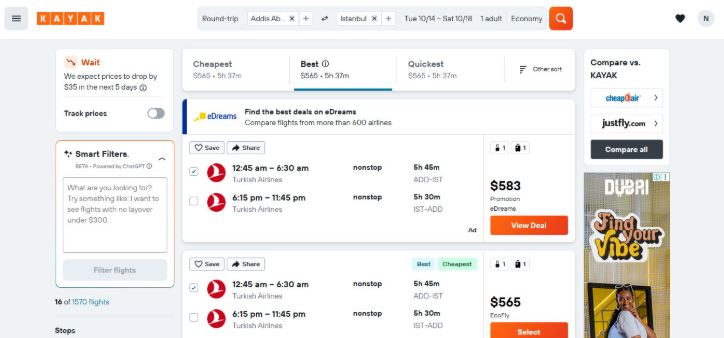 KAYAK
Round-trip
Addis Ab...
Istanbul
Tue 10/14 – Sat 10/18
1 adult
Economy
N
Wait
We expect prices to drop by
$35 in the next 5 days
Track prices
Smart Filters.
BETA - Powered by ChatGPT
What are you looking for?
Try something like: I want to
see flights with no layover
under $300.
Filter flights
16 of 1570 flights
Stops
Cheapest
$565 • 5h 37m
Best
$565 • 5h 37m
Quickest
$565 • 5h 37m
Other sort
eDreams
Find the best deals on eDreams
Compare flights from more than 600 airlines
Save
Share
12:45 am – 6:30 am
Turkish Airlines
nonstop
5h 45m
ADD-IST
6:15 pm – 11:45 pm
Turkish Airlines
nonstop
5h 30m
IST-ADD
Ad
1
1
$583
Promotion
eDreams
View Deal
Save
Share
Best
Cheapest
12:45 am – 6:30 am
Turkish Airlines
nonstop
5h 45m
ADD-IST
6:15 pm – 11:45 pm
Turkish Airlines
nonstop
5h 30m
IST-ADD
1
1
$565
EcoFly
Select
Compare vs.
KAYAK
cheapOair
justfly.com
Compare all
DUBAI
Find
Your
Vibe